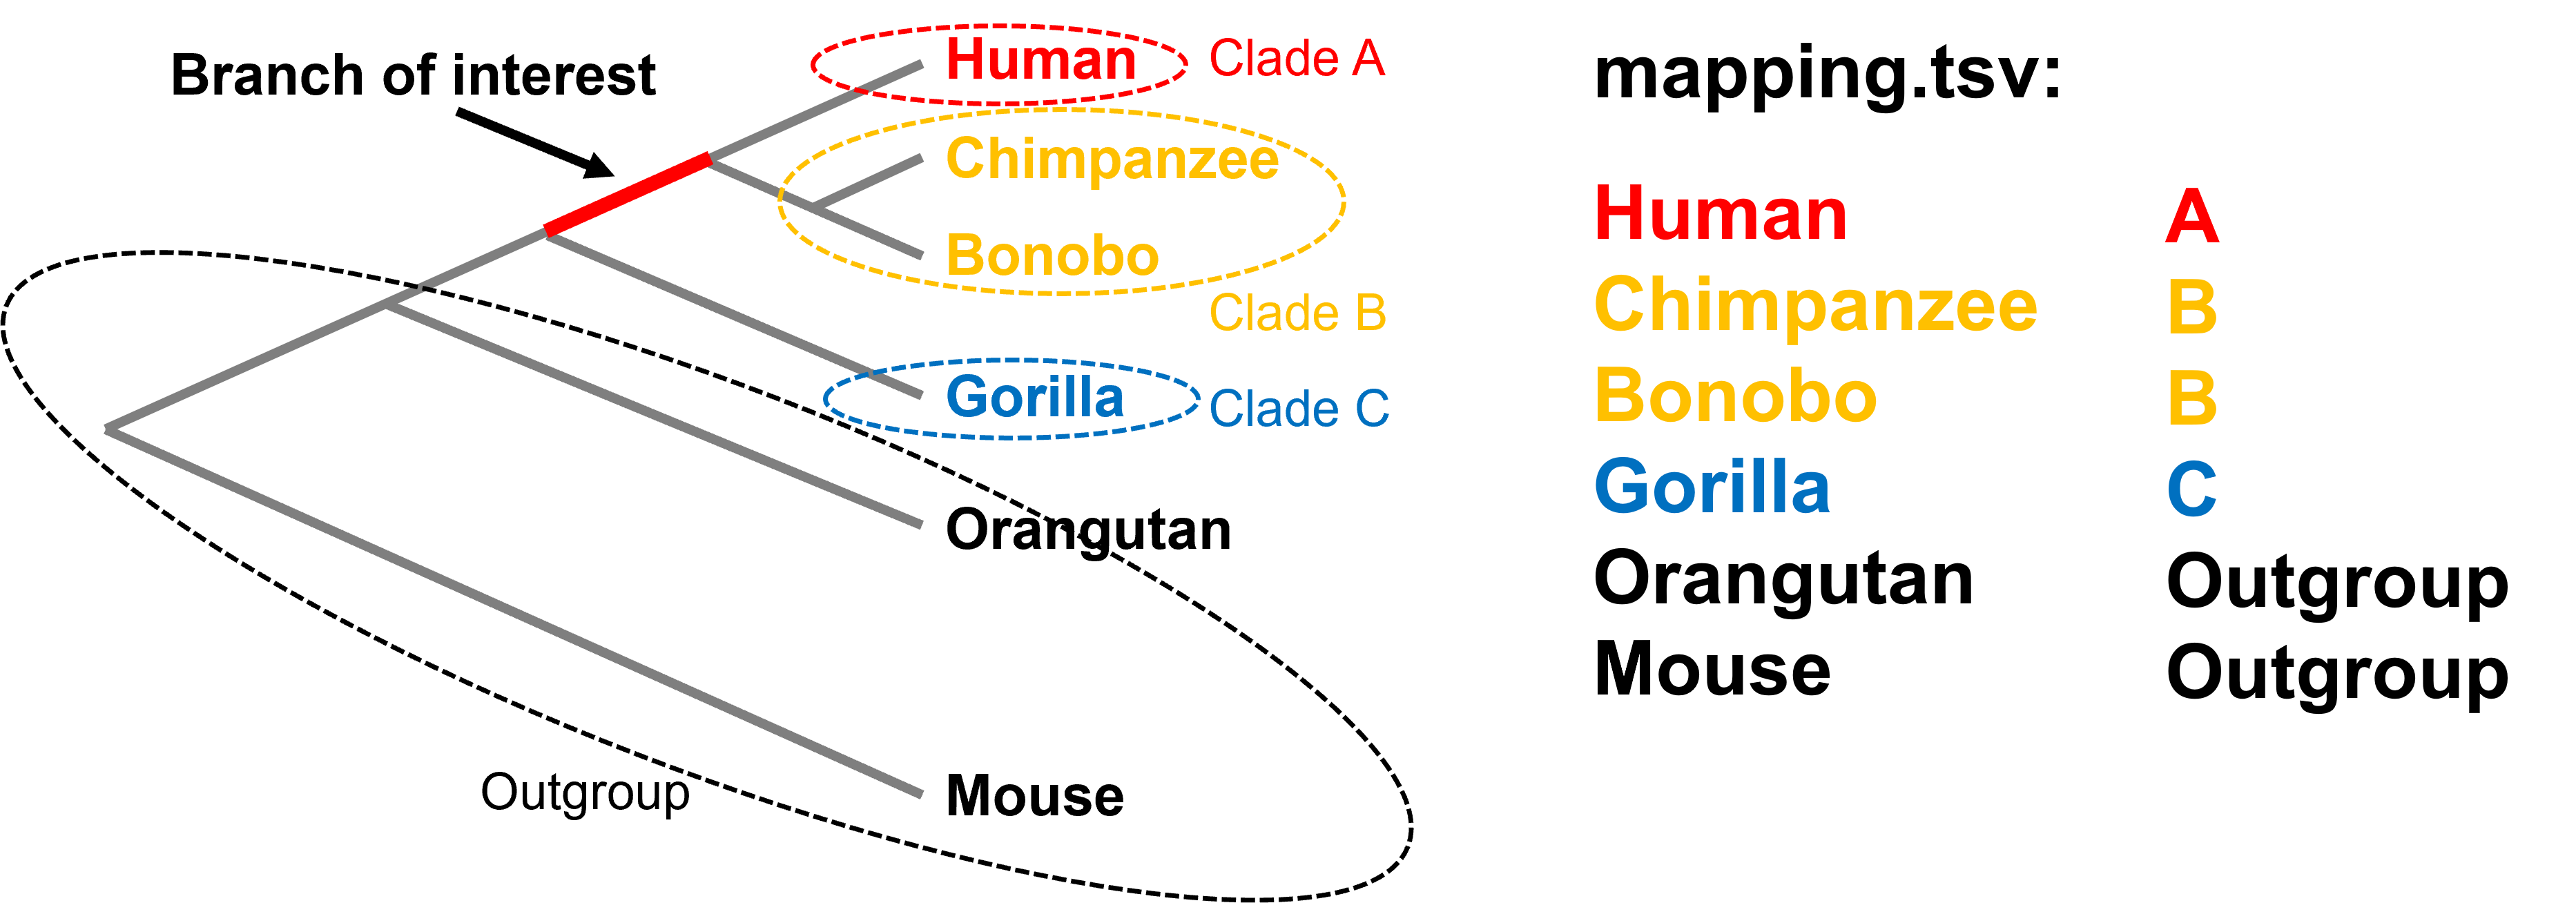 Branch of interest
Human
Clade A
Chimpanzee
Bonobo
Clade B
Gorilla
Clade C
Orangutan
Outgroup
Mouse
mapping.tsv:
Human A
Chimpanzee B
Bonobo B
Gorilla C
Orangutan Outgroup
Mouse Outgroup